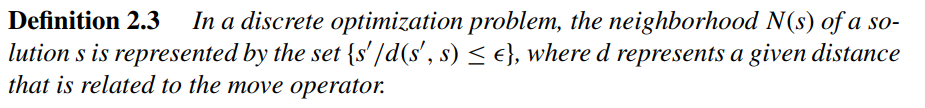 Definition 2.3 In a discrete optimization problem, the neighborhood N(s) of a so-
lution s is represented by the set {s′/d(s′, s) ≤ ϵ}, where d represents a given distance
that is related to the move operator.